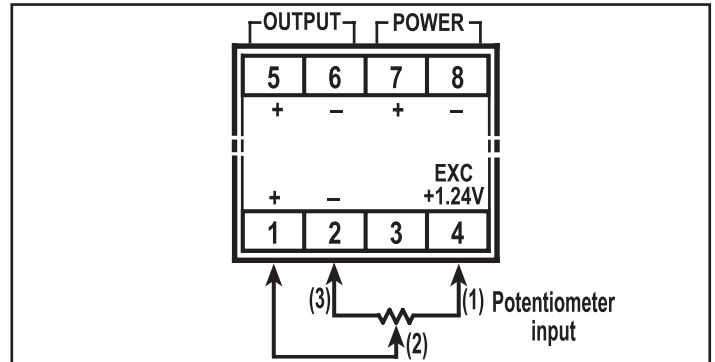 OUTPUT POWER
5 6 7 8
+ – + –
EXC
+ – +1.24V
1 2 3 4
(3) (1) Potentiometer
input
(2)